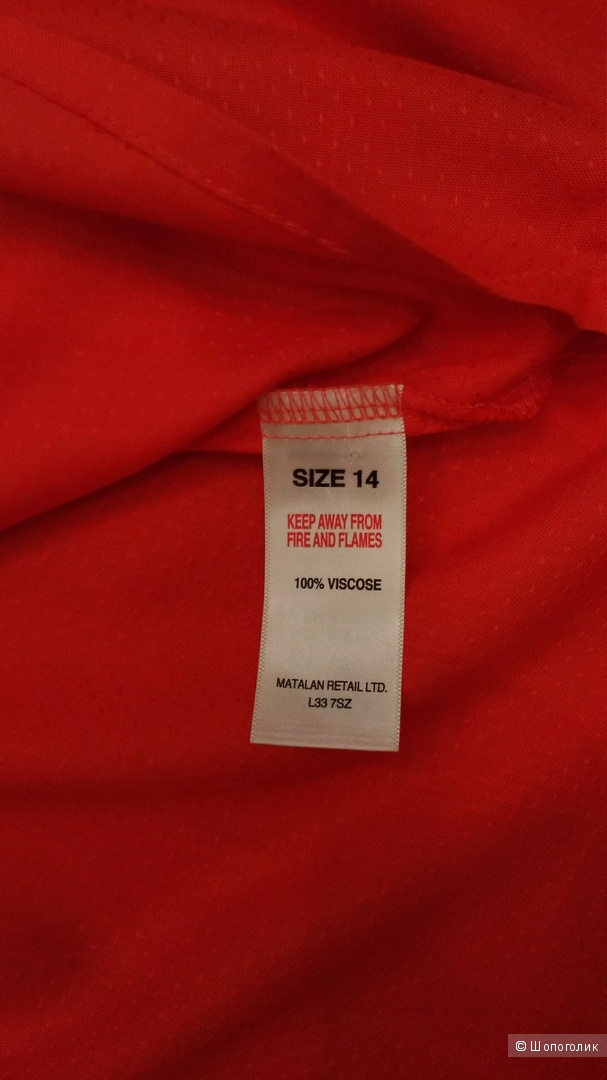 SIZE 14
KEEP AWAY FROM
FIRE AND FLAMES
100% VISCOSE
MATALAN RETAIL LTD.
L33 7SZ
© Шопоголик